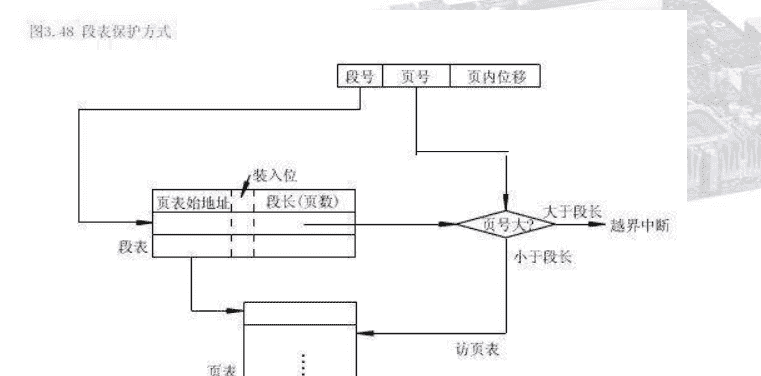 图3.48 段表保护方式
段号 页号 页内位移
装入位
页表始地址 段长(页数)
段表
页号大?
大于段长
越界中断
小于段长
访页表
页表